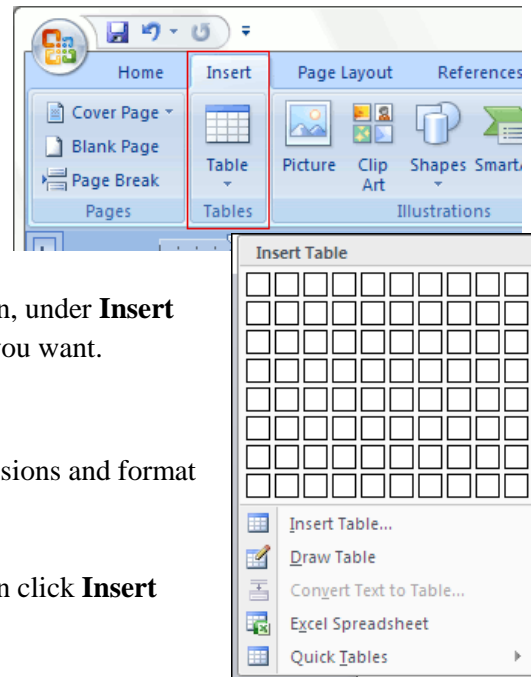 Home Insert Page Layout References
Cover Page
Blank Page
Page Break
Table Picture Clip Art Shapes
Pages Tables Illustrations
Insert Table
under Insert
you want.
and format
click Insert
Insert Table...
Draw Table
Convert Text to Table...
Excel Spreadsheet
Quick Tables